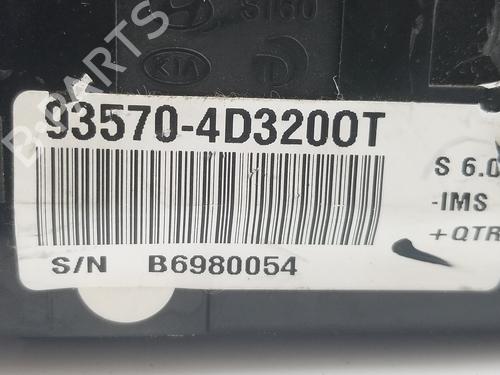 KIA
B-PARTS
93570-4D3200T
S 6.0
-IMS
+QTR
S/N B6980054